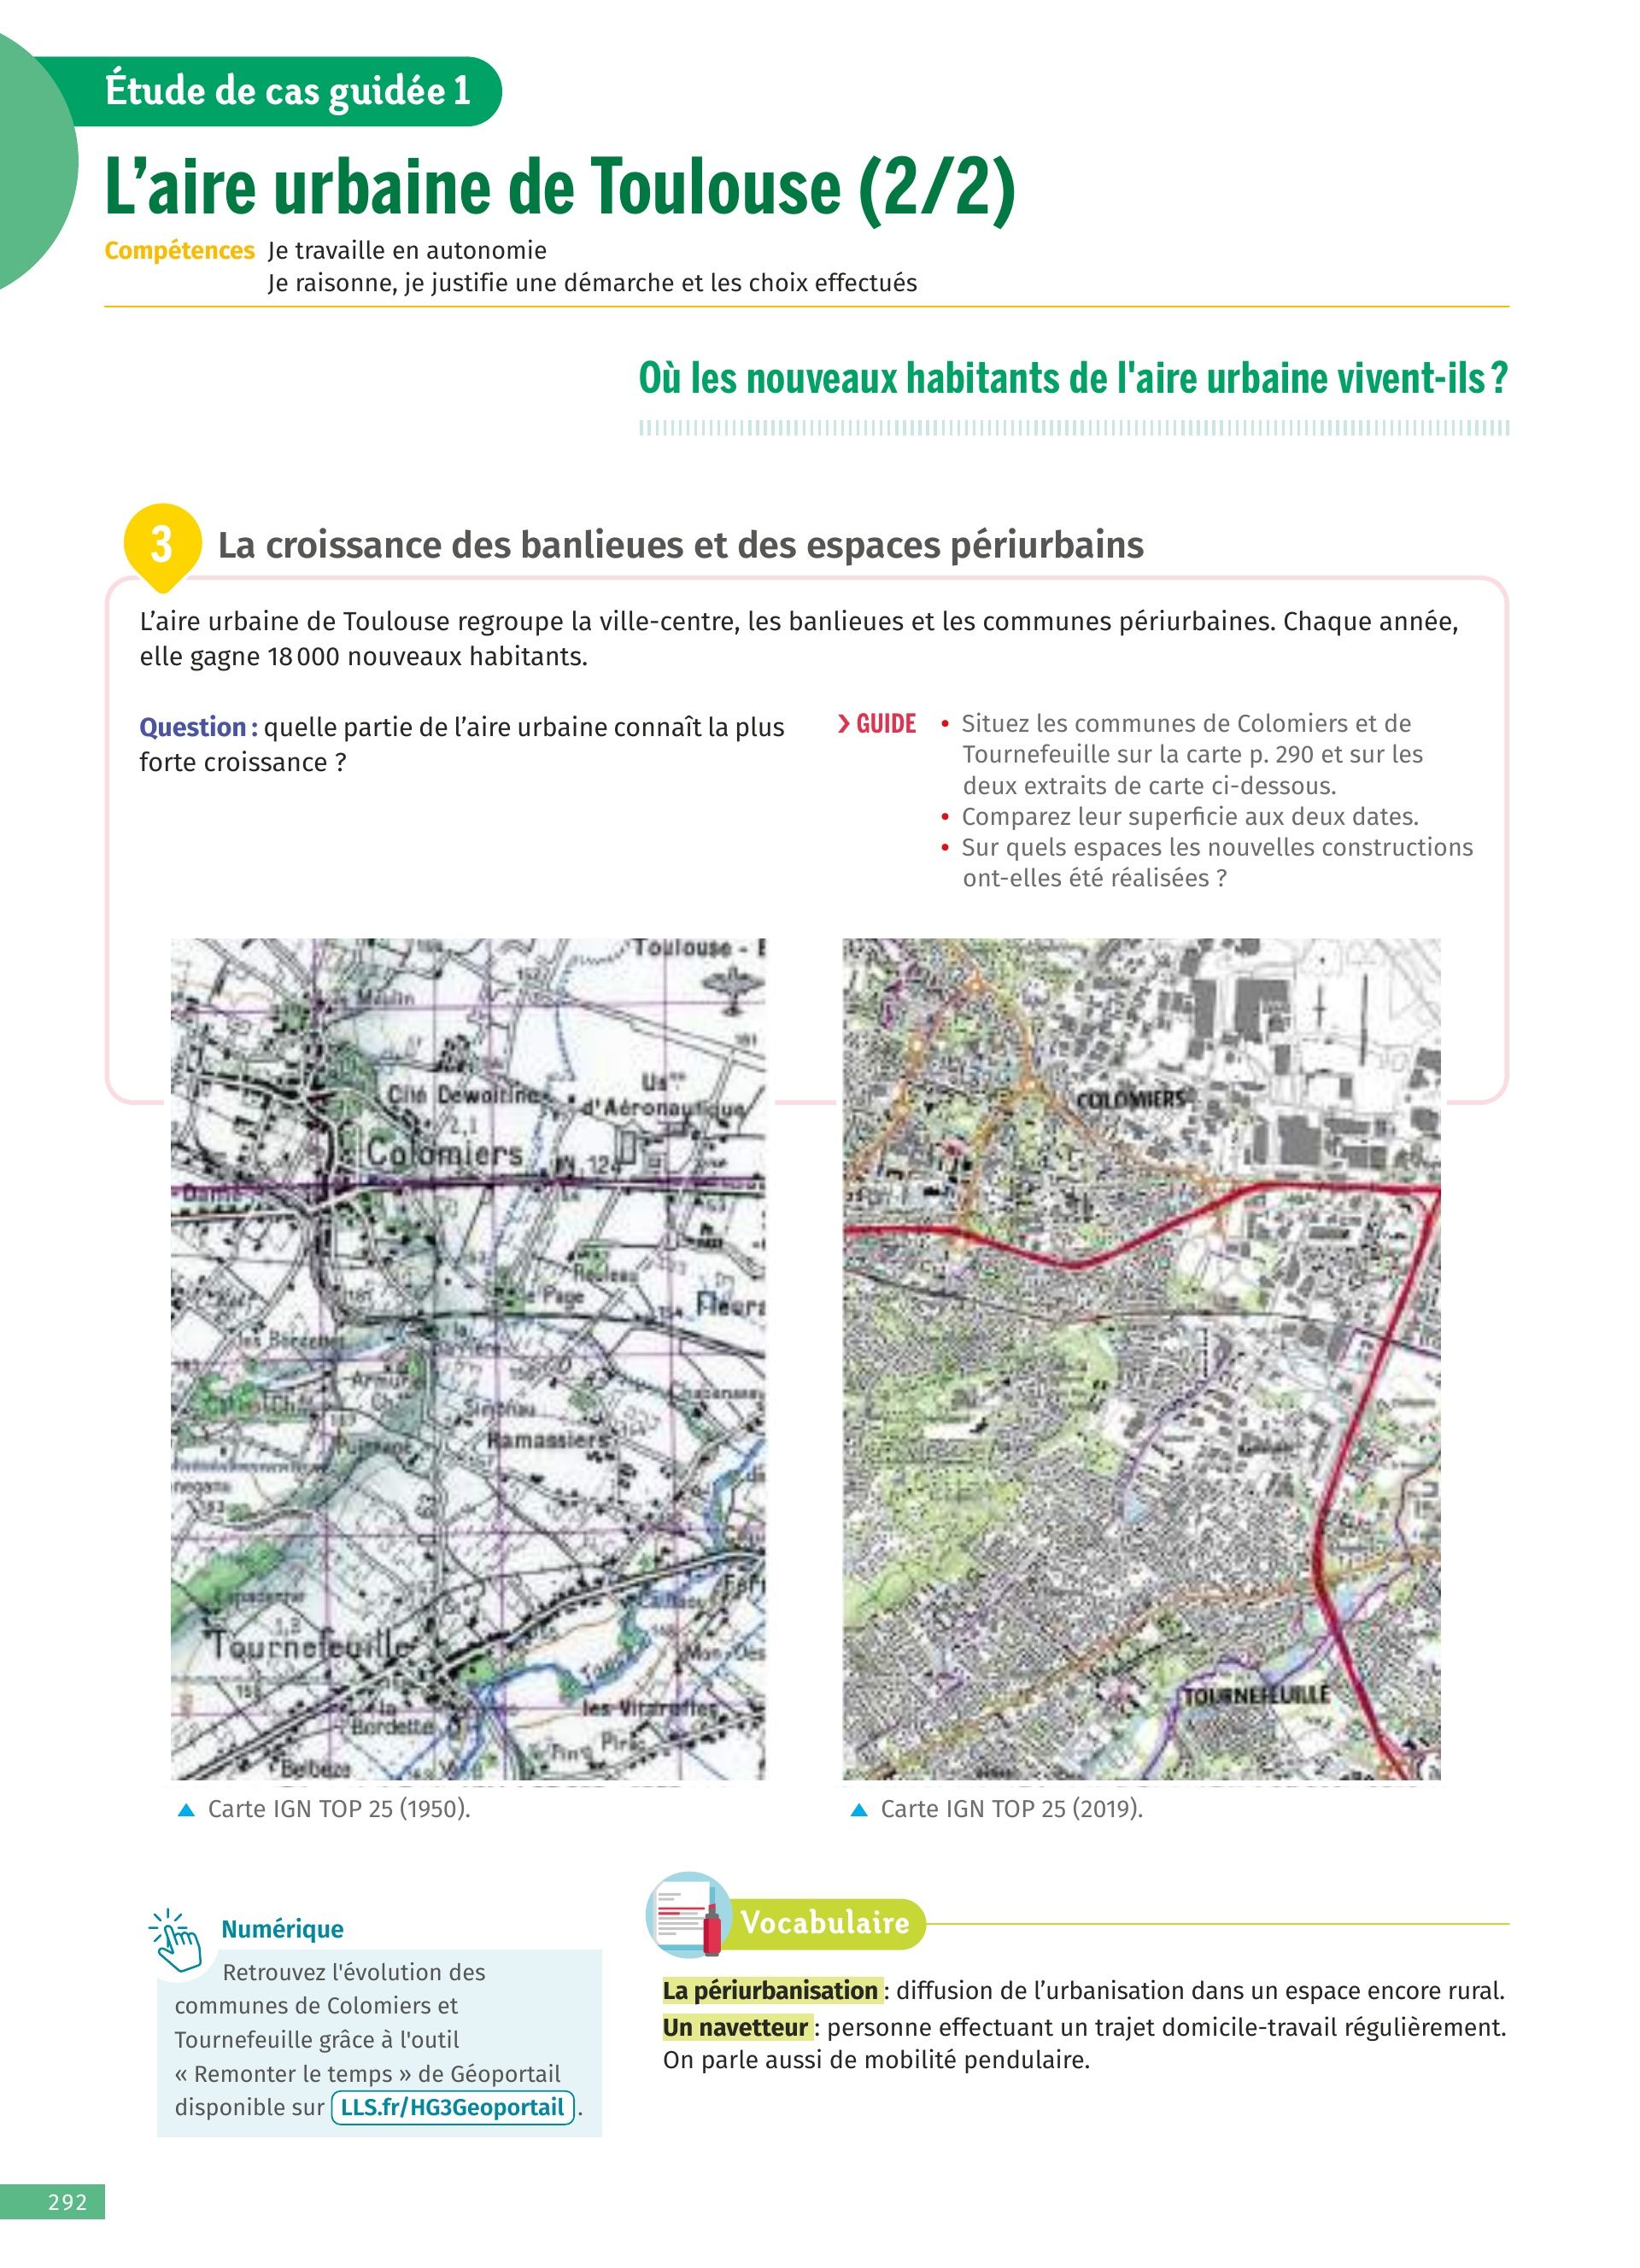 Étude de cas guidée 1
L’aire urbaine de Toulouse (2/2)
Compétences Je travaille en autonomie
Je raisonne, je justifie une démarche et les choix effectués
Où les nouveaux habitants de l'aire urbaine vivent-ils ?
3 La croissance des banlieues et des espaces périurbains
L’aire urbaine de Toulouse regroupe la ville-centre, les banlieues et les communes périurbaines. Chaque année,
elle gagne 18 000 nouveaux habitants.
Question : quelle partie de l’aire urbaine connaît la plus
forte croissance ?
› GUIDE
• Situez les communes de Colomiers et de
Tournefeuille sur la carte p. 290 et sur les
deux extraits de carte ci-dessous.
• Comparez leur superficie aux deux dates.
• Sur quels espaces les nouvelles constructions
ont-elles été réalisées ?
Toulouse -
Moulin
Cité Dewoitine
d'Aéronautique
Colomiers
N. 124
le Page
Ramassiers
Tournefeuille
la
Bordette
les Vitarelles
▲ Carte IGN TOP 25 (1950).
COLOMIERS
TOURNEFEUILLE
▲ Carte IGN TOP 25 (2019).
Numérique
Retrouvez l'évolution des
communes de Colomiers et
Tournefeuille grâce à l'outil
« Remonter le temps » de Géoportail
disponible sur LLS.fr/HG3Geoportail .
Vocabulaire
La périurbanisation : diffusion de l’urbanisation dans un espace encore rural.
Un navetteur : personne effectuant un trajet domicile-travail régulièrement.
On parle aussi de mobilité pendulaire.
292